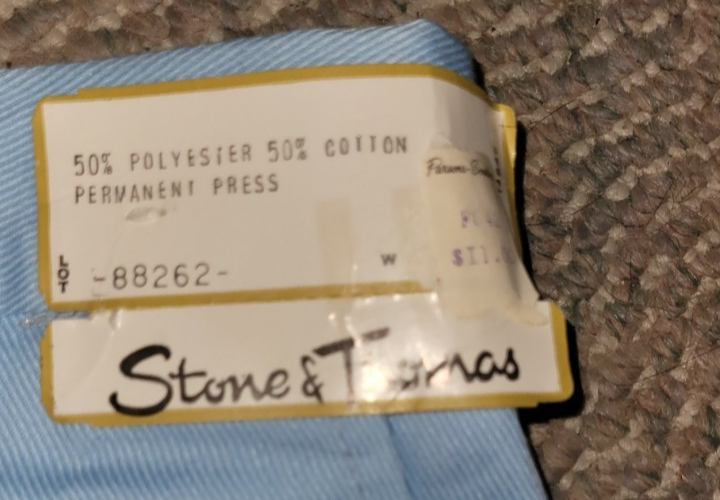 50% POLYESTER 50% COTTON
PERMANENT PRESS
LOT
-88262-
W
Stone & Thomas